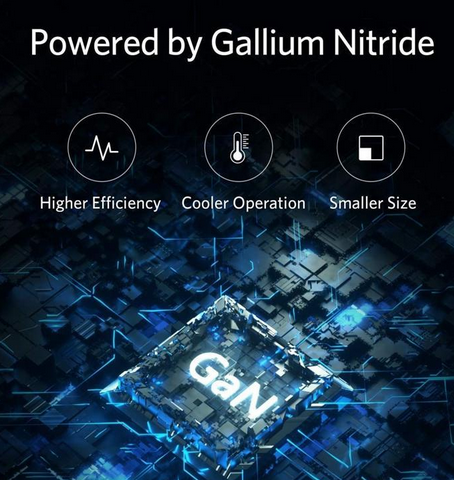 Powered by Gallium Nitride
Higher Efficiency Cooler Operation Smaller Size
GaN